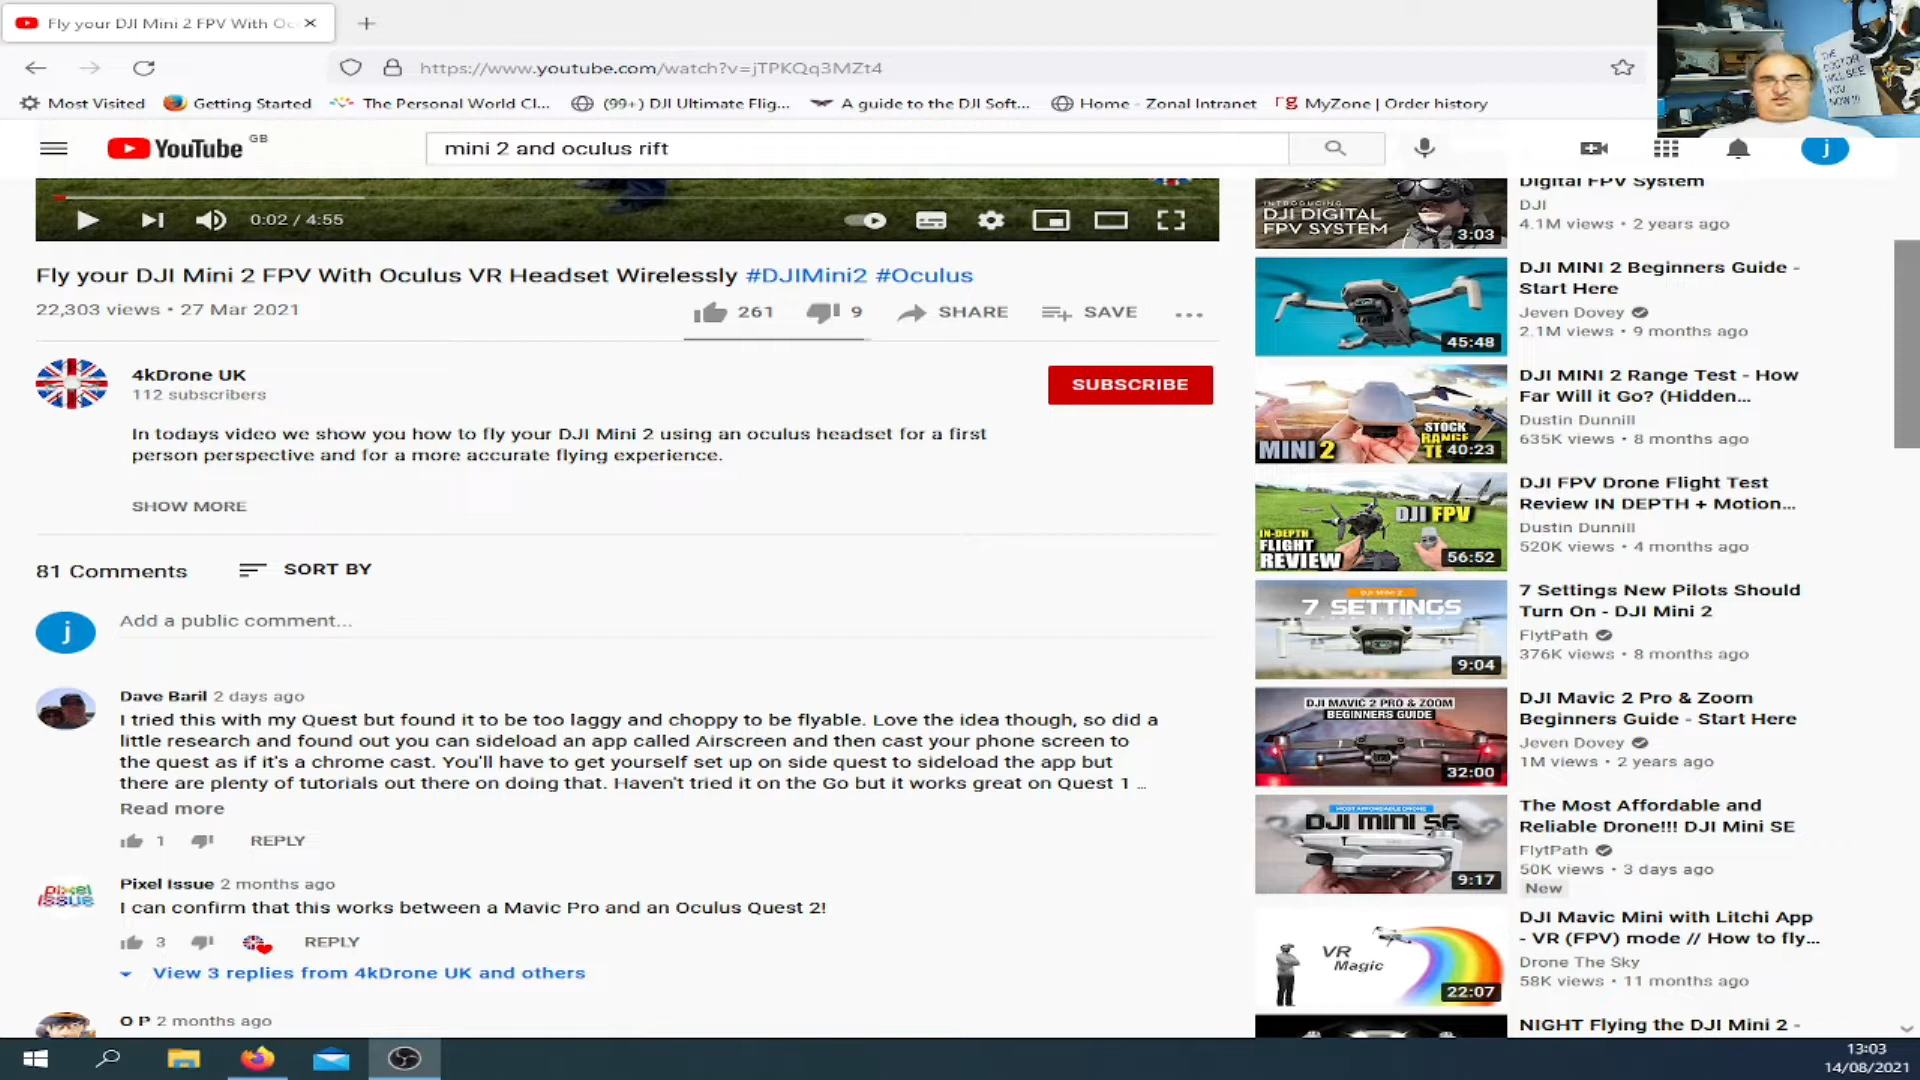 Fly your DJI Mini 2 FPV With Oc
https://www.youtube.com/watch?v=jTPKQq3MZt4
Most Visited
Getting Started
The Personal World Cl...
(99+) DJI Ultimate Flig...
A guide to the DJI Soft...
Home - Zonal Intranet
rg MyZone | Order history
THE DOCTOR
WILL SEE
YOU
NOW !!!
YouTube GB
mini 2 and oculus rift
j
0:02 / 4:55
Fly your DJI Mini 2 FPV With Oculus VR Headset Wirelessly #DJIMini2 #Oculus
22,303 views • 27 Mar 2021
261
9
SHARE
SAVE
4kDrone UK
112 subscribers
SUBSCRIBE
In todays video we show you how to fly your DJI Mini 2 using an oculus headset for a first
person perspective and for a more accurate flying experience.
SHOW MORE
81 Comments
SORT BY
j
Add a public comment...
Dave Baril 2 days ago
I tried this with my Quest but found it to be too laggy and choppy to be flyable. Love the idea though, so did a
little research and found out you can sideload an app called Airscreen and then cast your phone screen to
the quest as if it's a chrome cast. You'll have to get yourself set up on side quest to sideload the app but
there are plenty of tutorials out there on doing that. Haven't tried it on the Go but it works great on Quest 1 ...
Read more
1
REPLY
pixel
issue
Pixel Issue 2 months ago
I can confirm that this works between a Mavic Pro and an Oculus Quest 2!
3
REPLY
View 3 replies from 4kDrone UK and others
O P 2 months ago
INTRODUCING
DJI DIGITAL
FPV SYSTEM
3:03
Digital FPV System
DJI
4.1M views • 2 years ago
45:48
DJI MINI 2 Beginners Guide -
Start Here
Jeven Dovey
2.1M views • 9 months ago
MINI 2
STOCK
RANGE
40:23
DJI MINI 2 Range Test - How
Far Will it Go? (Hidden...
Dustin Dunnill
635K views • 8 months ago
DJI FPV
IN-DEPTH
FLIGHT
REVIEW
56:52
DJI FPV Drone Flight Test
Review IN DEPTH + Motion...
Dustin Dunnill
520K views • 4 months ago
DJI MINI 2
7 SETTINGS
9:04
7 Settings New Pilots Should
Turn On - DJI Mini 2
FlytPath
376K views • 8 months ago
DJI MAVIC 2 PRO & ZOOM
BEGINNERS GUIDE
32:00
DJI Mavic 2 Pro & Zoom
Beginners Guide - Start Here
Jeven Dovey
1M views • 2 years ago
MOST AFFORDABLE DRONE
DJI MINI SE
9:17
The Most Affordable and
Reliable Drone!!! DJI Mini SE
FlytPath
50K views • 3 days ago
New
VR
Magic
22:07
DJI Mavic Mini with Litchi App
- VR (FPV) mode // How to fly...
Drone The Sky
58K views • 11 months ago
NIGHT Flying the DJI Mini 2 -
13:03
14/08/2021